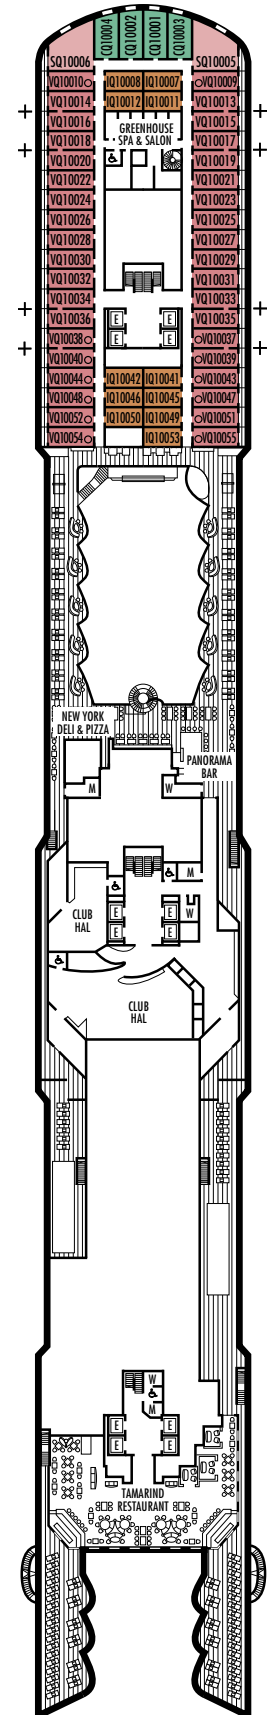 CQ10004 CQ10002 CQ10001 CQ10003
SQ10006 SQ10005
VQ10010 IQ10008 IQ10007 VQ10009
VQ10014 IQ10012 IQ10011 VQ10013
VQ10016 VQ10015
GREENHOUSE
SPA & SALON
VQ10018 VQ10017
VQ10020 VQ10019
VQ10022 VQ10021
VQ10024 VQ10023
VQ10026 VQ10025
VQ10028 VQ10027
VQ10030 VQ10029
VQ10032 VQ10031
VQ10034 VQ10033
VQ10036 E E VQ10035
VQ10038 E E VQ10037
VQ10040 VQ10039
VQ10044 IQ10042 IQ10041 VQ10043
VQ10048 IQ10046 IQ10045 VQ10047
VQ10052 IQ10050 IQ10049 VQ10051
VQ10054 IQ10053 VQ10055
NEW YORK
DELI & PIZZA
PANORAMA
BAR
M W
M
CLUB
HAL
E E W
E E
CLUB
HAL
W
M
E E
E E
TAMARIND
RESTAURANT